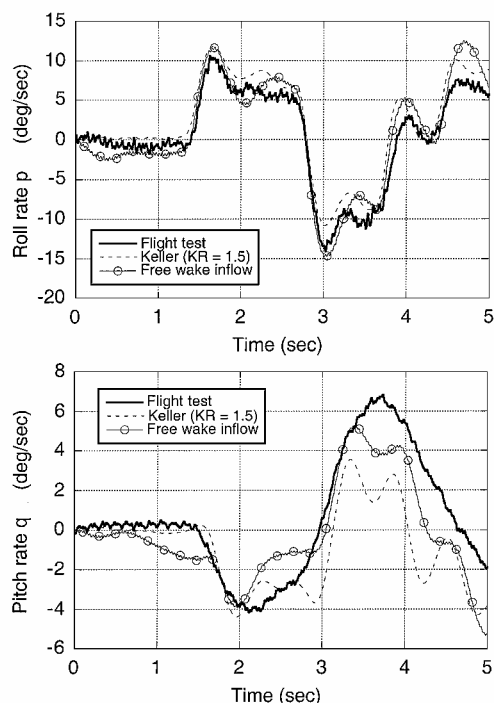 15
10
5
0
-5
-10
-15
-20
Roll rate p (deg/sec)
Flight test
Keller (KR = 1.5)
Free wake inflow
0 1 2 3 4 5
Time (sec)
8
6
4
2
0
-2
-4
-6
Pitch rate q (deg/sec)
Flight test
Keller (KR = 1.5)
Free wake inflow
0 1 2 3 4 5
Time (sec)